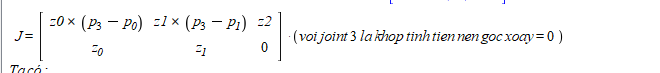 J = [ z0 × (p₃ − p₀) z1 × (p₃ − p₁) z2
z₀ z₁ 0 ] · ( voi joint 3 la khop tinh tien nen goc xoay = 0 )
Ta có :